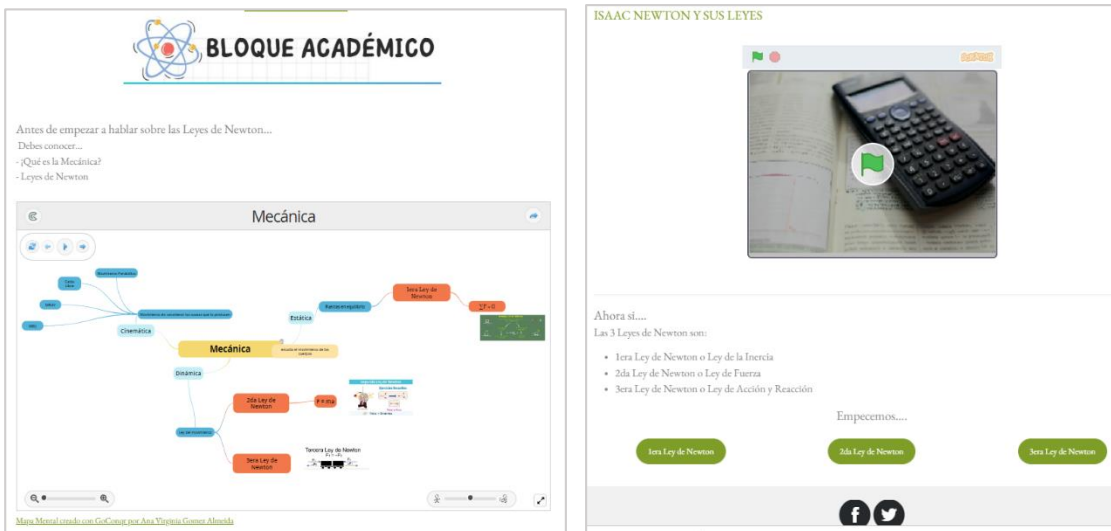 BLOQUE ACADÉMICO
Antes de empezar a hablar sobre las Leyes de Newton...
Debes conocer...
- ¿Qué es la Mecánica?
- Leyes de Newton
Mecánica
Cinemática
Mecánica
Estática
1era Ley de
Newton
Dinámica
2da Ley de
Newton
F = ma
3era Ley de
Newton
Tercera Ley de Newton
Mapa Mental creado con GoConqr por Ana Virginia Gomez Almeida
ISAAC NEWTON Y SUS LEYES
Ahora si....
Las 3 Leyes de Newton son:
1era Ley de Newton o Ley de la Inercia
2da Ley de Newton o Ley de Fuerza
3era Ley de Newton o Ley de Acción y Reacción
Empecemos....
1era Ley de Newton
2da Ley de Newton
3era Ley de Newton